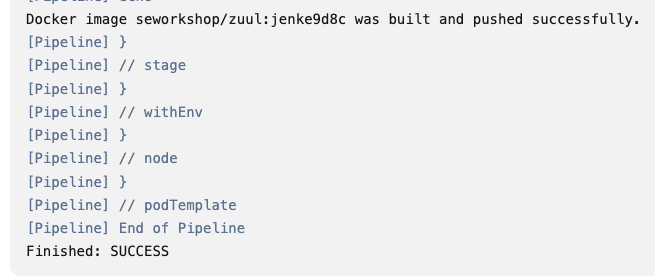 Docker image seworkshop/zuul:jenke9d8c was built and pushed successfully.
[Pipeline] }
[Pipeline] // stage
[Pipeline] }
[Pipeline] // withEnv
[Pipeline] }
[Pipeline] // node
[Pipeline] }
[Pipeline] // podTemplate
[Pipeline] End of Pipeline
Finished: SUCCESS